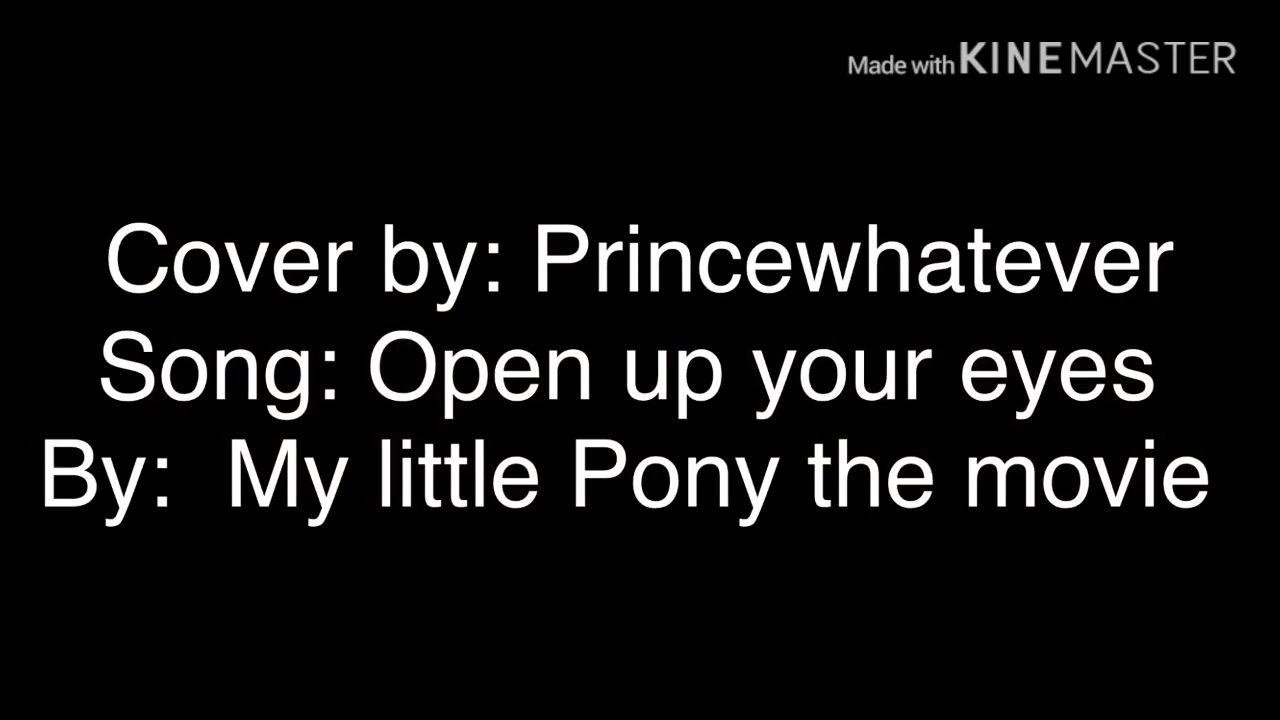 Made with KINEMASTER
Cover by: Princewhatever
Song: Open up your eyes
By:  My little Pony the movie